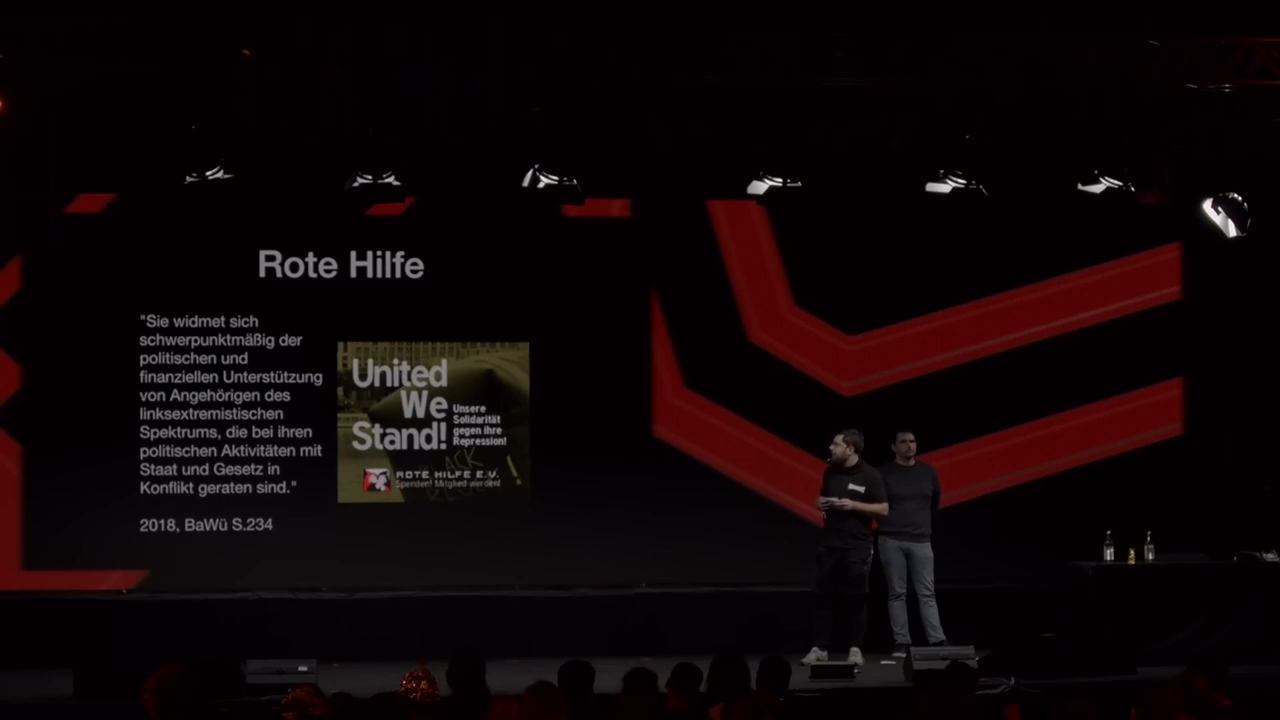 Rote Hilfe
"Sie widmet sich
schwerpunktmäßig der
politischen und
finanziellen Unterstützung
von Angehörigen des
linksextremistischen
Spektrums, die bei ihren
politischen Aktivitäten mit
Staat und Gesetz in
Konflikt geraten sind."
2018, BaWü S.234
United
We
Stand!
Unsere
Solidarität
gegen ihre
Repression!
ROTE HILFE E.V.
Spenden! Mitglied werden!